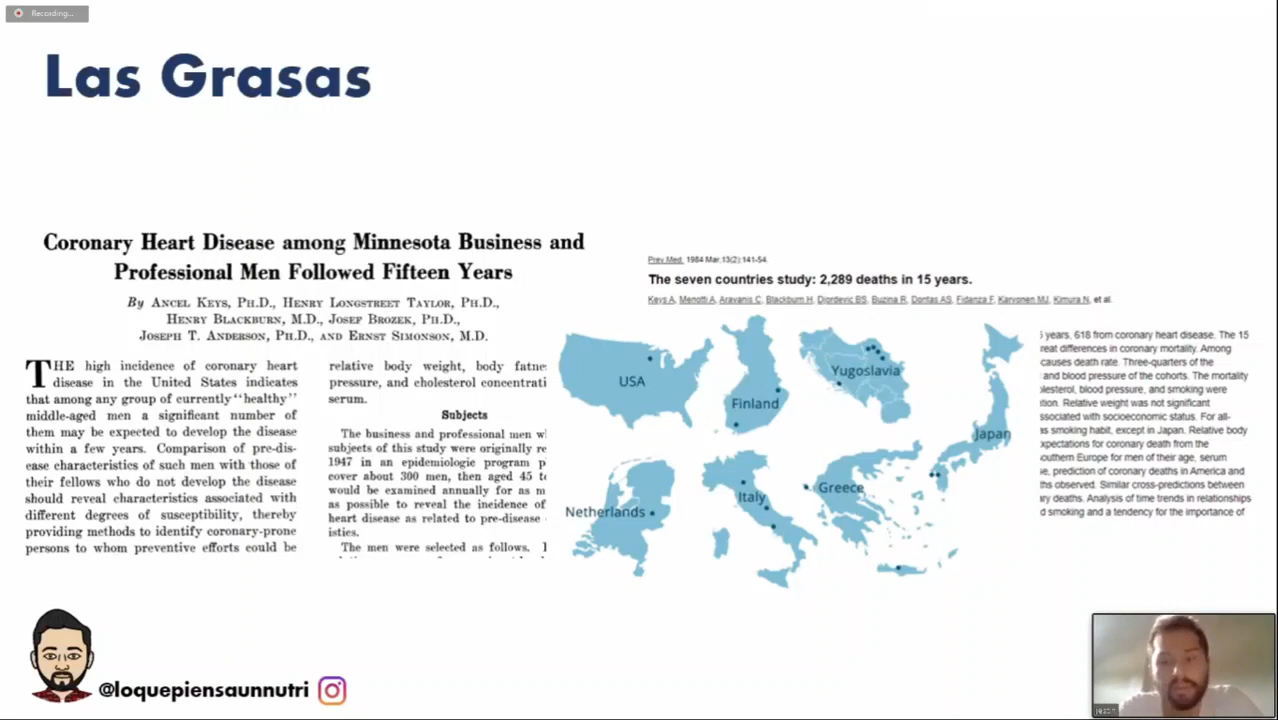 Recording...
Las Grasas
Coronary Heart Disease among Minnesota Business and
Professional Men Followed Fifteen Years
By ANCEL KEYS, PH.D., HENRY LONGSTREET TAYLOR, PH.D.,
HENRY BLACKBURN, M.D., JOSEF BROZEK, PH.D.,
JOSEPH T. ANDERSON, PH.D., AND ERNST SIMONSON, M.D.
THE high incidence of coronary heart
disease in the United States indicates
that among any group of currently "healthy"
middle-aged men a significant number of
them may be expected to develop the disease
within a few years. Comparison of pre-dis-
ease characteristics of such men with those of
their fellows who do not develop the disease
should reveal characteristics associated with
different degrees of susceptibility, thereby
providing methods to identify coronary-prone
persons to whom preventive efforts could be
relative body weight, body fatne
pressure, and cholesterol concentrati
serum.
Subjects
The business and professional men w
subjects of this study were originally re
1947 in an epidemiologic program p
cover about 300 men, then aged 45 t
would be examined annually for as m
as possible to reveal the incidence of
heart disease as related to pre-disease
istics.
The men were selected as follows.
Prev Med. 1984 Mar;13(2):141-54.
The seven countries study: 2,289 deaths in 15 years.
Keys A, Menotti A, Aravanis C, Blackburn H, Djordevic BS, Buzina R, Dontas AS, Fidanza F, Karvonen MJ, Kimura N, et al.
USA
Finland
Yugoslavia
Japan
Netherlands
Italy
Greece
years, 618 from coronary heart disease. The 15
reat differences in coronary mortality. Among
causes death rate. Three-quarters of the
and blood pressure of the cohorts. The mortality
olesterol, blood pressure, and smoking were
tion. Relative weight was not significant
ssociated with socioeconomic status. For all-
as smoking habit, except in Japan. Relative body
xpectations for coronary death from the
outhern Europe for men of their age, serum
se, prediction of coronary deaths in America and
ths observed. Similar cross-predictions between
ry deaths. Analysis of time trends in relationships
d smoking and a tendency for the importance of
@loquepiensaunnutri